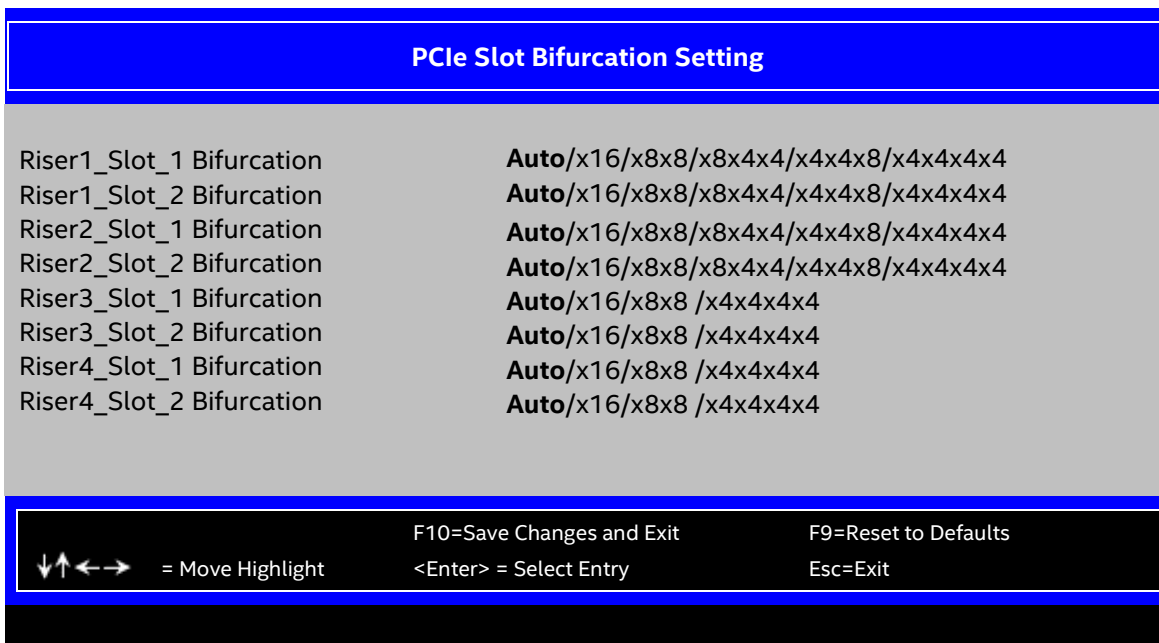 PCIe Slot Bifurcation Setting
Riser1_Slot_1 Bifurcation Auto/x16/x8x8/x8x4x4/x4x4x8/x4x4x4x4
Riser1_Slot_2 Bifurcation Auto/x16/x8x8/x8x4x4/x4x4x8/x4x4x4x4
Riser2_Slot_1 Bifurcation Auto/x16/x8x8/x8x4x4/x4x4x8/x4x4x4x4
Riser2_Slot_2 Bifurcation Auto/x16/x8x8/x8x4x4/x4x4x8/x4x4x4x4
Riser3_Slot_1 Bifurcation Auto/x16/x8x8 /x4x4x4x4
Riser3_Slot_2 Bifurcation Auto/x16/x8x8 /x4x4x4x4
Riser4_Slot_1 Bifurcation Auto/x16/x8x8 /x4x4x4x4
Riser4_Slot_2 Bifurcation Auto/x16/x8x8 /x4x4x4x4
F10=Save Changes and Exit F9=Reset to Defaults
↓↑←→ = Move Highlight <Enter> = Select Entry Esc=Exit